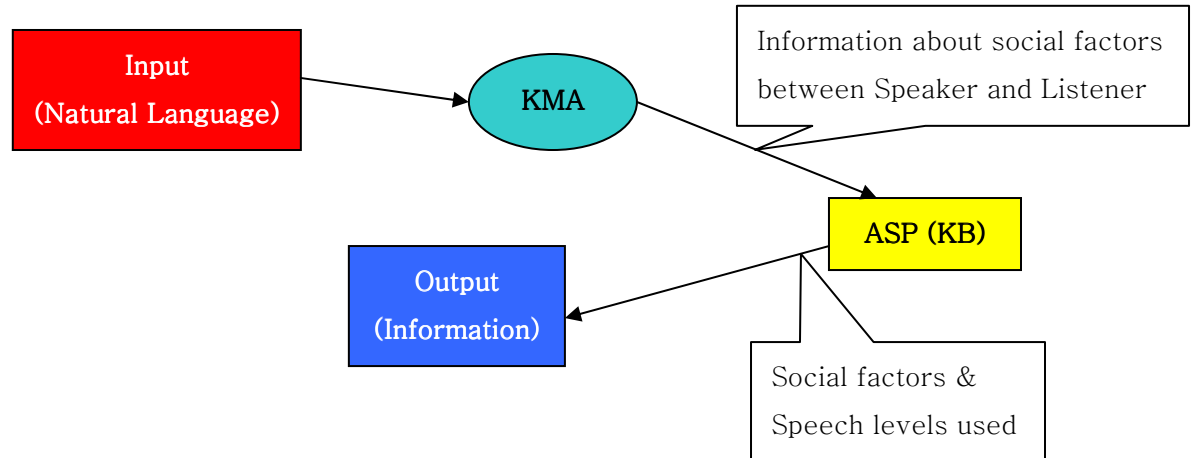 Input
(Natural Language)
KMA
Information about social factors
between Speaker and Listener
ASP (KB)
Output
(Information)
Social factors &
Speech levels used